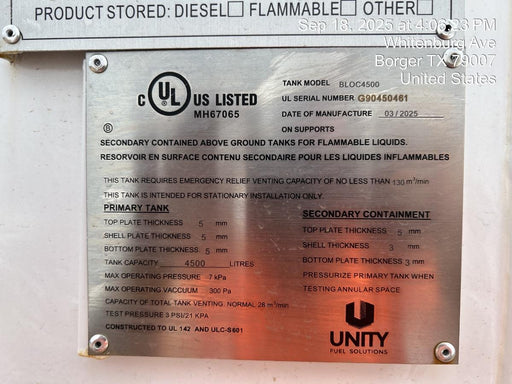 PRODUCT STORED: DIESEL FLAMMABLE OTHER
Sep 18, 2025 at 4:06:23 PM
Whitenburg Ave
Borger TX 79007
United States
C UL US LISTED
MH67065
TANK MODEL BLOC4500
UL SERIAL NUMBER G90450461
DATE OF MANUFACTURE 03/2025
ON SUPPORTS
B
SECONDARY CONTAINED ABOVE GROUND TANKS FOR FLAMMABLE LIQUIDS.
RESORVOIR EN SURFACE CONTENU SECONDAIRE POUR LES LIQUIDES INFLAMMABLES
THIS TANK REQUIRES EMERGENCY RELIEF VENTING CAPACITY OF NO LESS THAN 130 m³/min
THIS TANK IS INTENDED FOR STATIONARY INSTALLATION ONLY.
PRIMARY TANK
TOP PLATE THICKNESS 5 mm
SHELL PLATE THICKNESS 5 mm
BOTTOM PLATE THICKNESS 5 mm
TANK CAPACITY 4500 LITRES
MAX OPERATING PRESSURE 7 kPa
MAX OPERATING VACCUUM 300 Pa
CAPACITY OF TOTAL TANK VENTING: NORMAL 28 m³/min
TEST PRESSURE 3 PSI/21 KPA
CONSTRUCTED TO UL 142 AND ULC-S601
SECONDARY CONTAINMENT
TOP PLATE THICKNESS 5 mm
SHELL THICKNESS 3 mm
BOTTOM PLATE THICKNESS 3 mm
PRESSURIZE PRIMARY TANK WHEN
TESTING ANNULAR SPACE
UNITY
FUEL SOLUTIONS